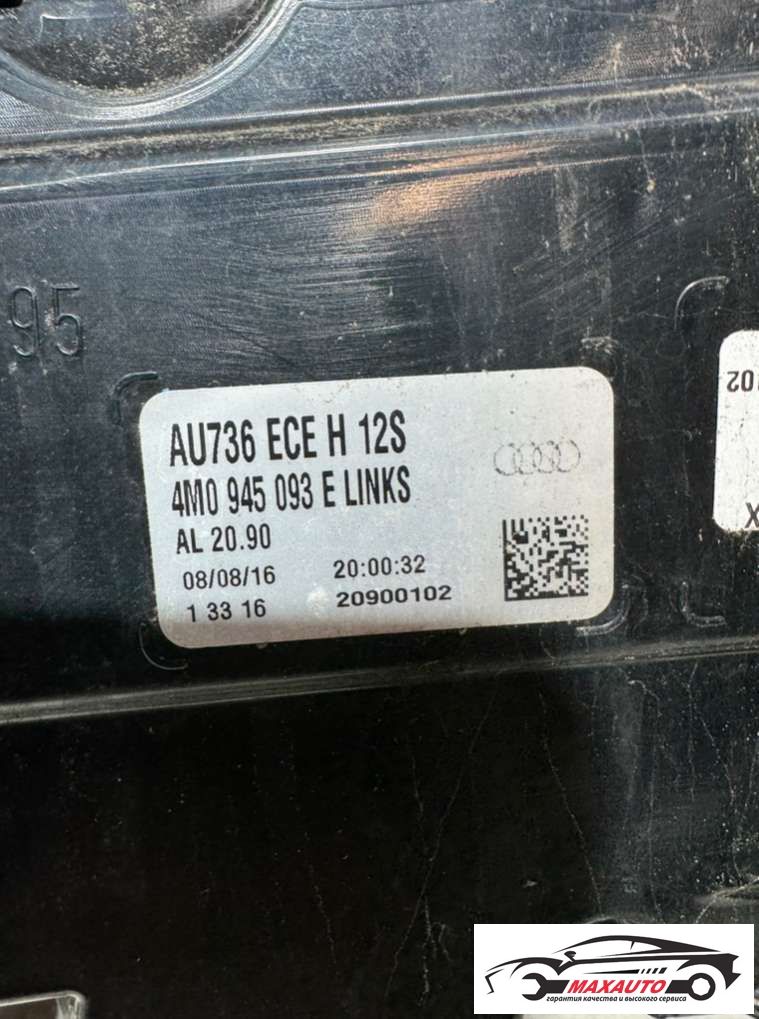 95
AU736 ECE H 12S
4M0 945 093 E LINKS
AL 20.90
08/08/16 20:00:32
1 33 16 20900102
102
X
MAXAUTO
гарантия качества и высокого сервиса